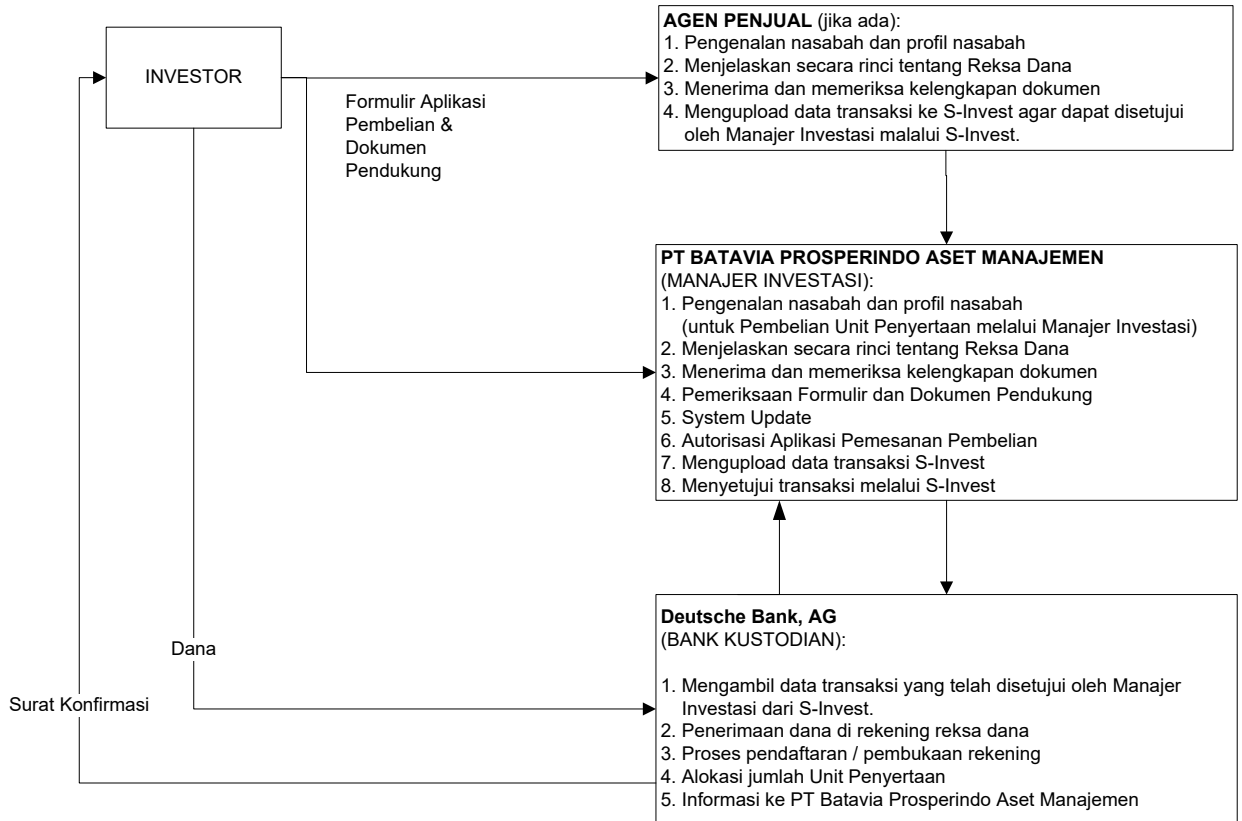 INVESTOR
Formulir Aplikasi
Pembelian &
Dokumen
Pendukung
AGEN PENJUAL (jika ada):
1. Pengenalan nasabah dan profil nasabah
2. Menjelaskan secara rinci tentang Reksa Dana
3. Menerima dan memeriksa kelengkapan dokumen
4. Mengupload data transaksi ke S-Invest agar dapat disetujui
oleh Manajer Investasi malalui S-Invest.
PT BATAVIA PROSPERINDO ASET MANAJEMEN
(MANAJER INVESTASI):
1. Pengenalan nasabah dan profil nasabah
(untuk Pembelian Unit Penyertaan melalui Manajer Investasi)
2. Menjelaskan secara rinci tentang Reksa Dana
3. Menerima dan memeriksa kelengkapan dokumen
4. Pemeriksaan Formulir dan Dokumen Pendukung
5. System Update
6. Autorisasi Aplikasi Pemesanan Pembelian
7. Mengupload data transaksi S-Invest
8. Menyetujui transaksi melalui S-Invest
Dana
Surat Konfirmasi
Deutsche Bank, AG
(BANK KUSTODIAN):
1. Mengambil data transaksi yang telah disetujui oleh Manajer
Investasi dari S-Invest.
2. Penerimaan dana di rekening reksa dana
3. Proses pendaftaran / pembukaan rekening
4. Alokasi jumlah Unit Penyertaan
5. Informasi ke PT Batavia Prosperindo Aset Manajemen